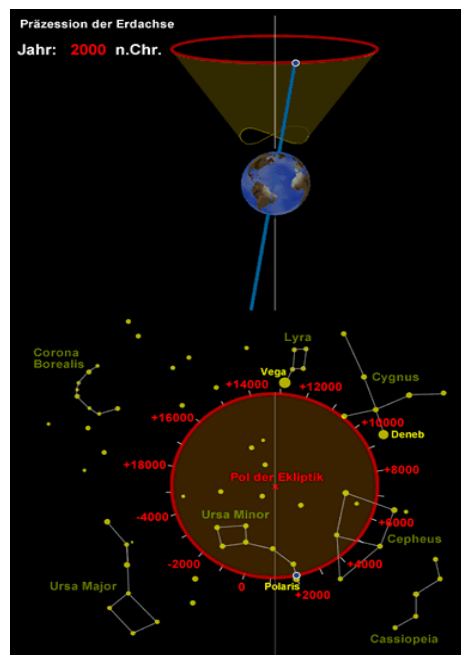 Präzession der Erdachse
Jahr: 2000 n.Chr.
Lyra
Corona
Borealis
Vega
Cygnus
+14000
+12000
+16000
+10000
Deneb
+18000
+8000
Pol der Ekliptik
-4000
Ursa Minor
+6000
Cepheus
-2000
+4000
Ursa Major
0
Polaris
+2000
Cassiopeia